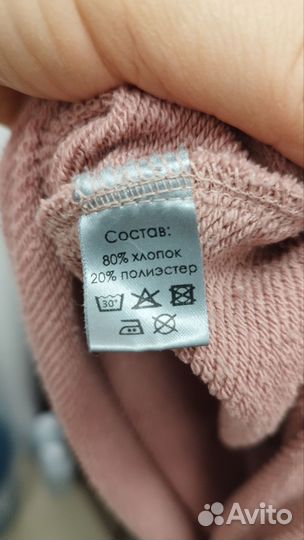 Состав:
80% хлопок
20% полиэстер
30°
Avito